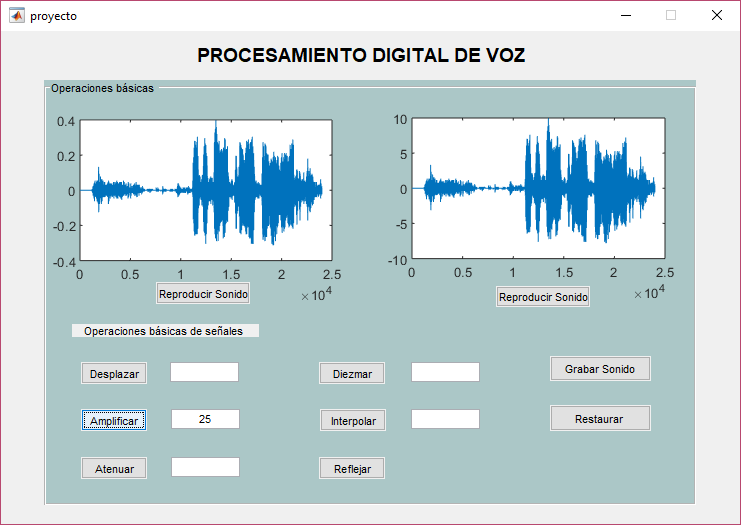 proyecto
PROCESAMIENTO DIGITAL DE VOZ
Operaciones básicas
0.4
0.2
0
-0.2
-0.4
0 0.5 1 1.5 2 2.5
×10^4
Reproducir Sonido
10
5
0
-5
-10
0 0.5 1 1.5 2 2.5
×10^4
Reproducir Sonido
Operaciones básicas de señales
Desplazar Diezmar Grabar Sonido
Amplificar 25 Interpolar Restaurar
Atenuar Reflejar